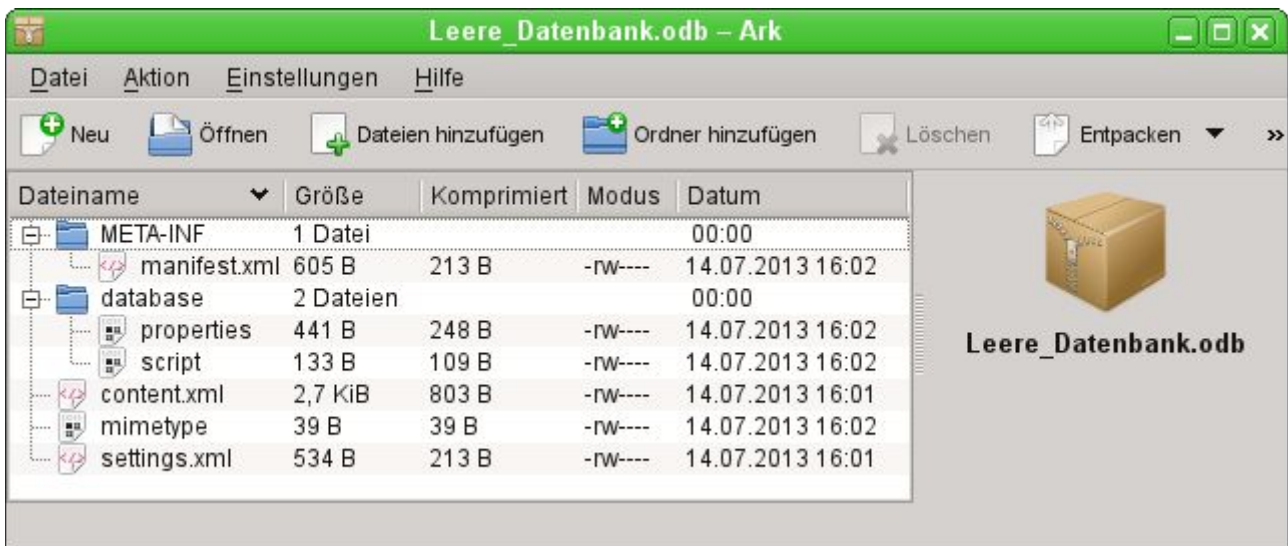 Leere_Datenbank.odb – Ark
Datei Aktion Einstellungen Hilfe
Neu Öffnen Dateien hinzufügen Ordner hinzufügen Löschen Entpacken »
Dateiname Größe Komprimiert Modus Datum
META-INF 1 Datei 00:00
manifest.xml 605 B 213 B -rw---- 14.07.2013 16:02
database 2 Dateien 00:00
properties 441 B 248 B -rw---- 14.07.2013 16:02
script 133 B 109 B -rw---- 14.07.2013 16:02
content.xml 2,7 KiB 803 B -rw---- 14.07.2013 16:01
mimetype 39 B 39 B -rw---- 14.07.2013 16:02
settings.xml 534 B 213 B -rw---- 14.07.2013 16:01
Leere_Datenbank.odb